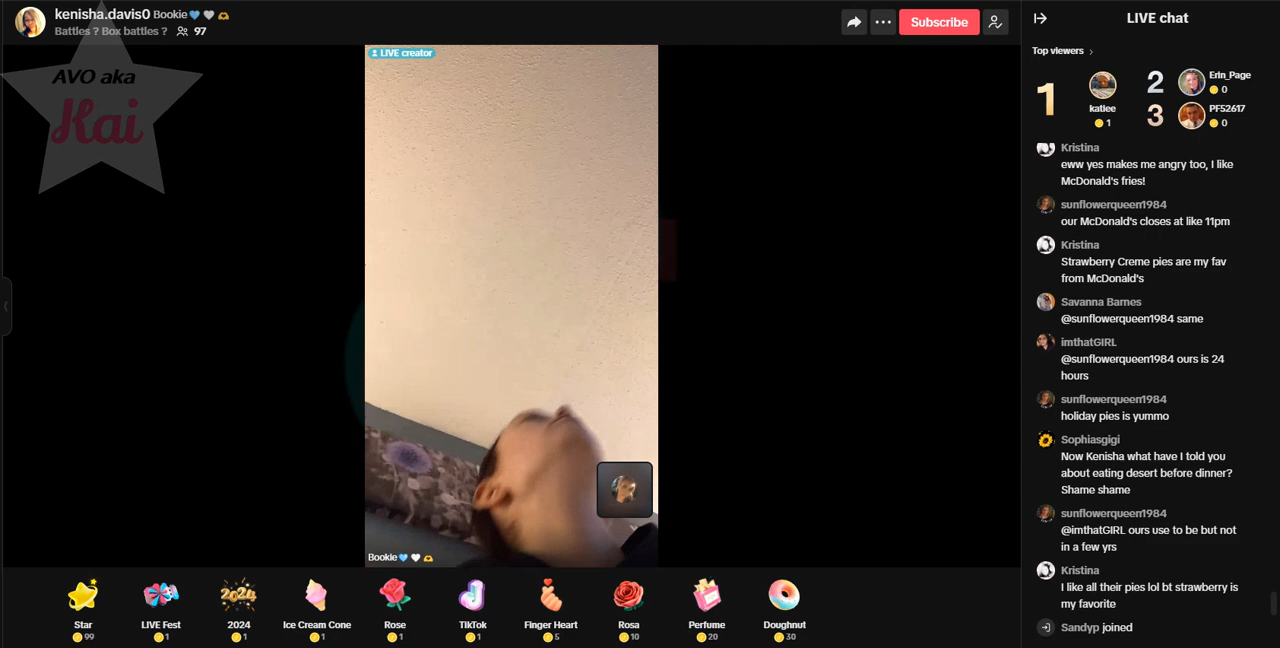 kenisha.davis0 Bookie💙🤍🫶
Battles ? Box battles ? 97
AVO aka
Kai
Subscribe
LIVE creator
Bookie💙🤍🫶
Star
99
LIVE Fest
1
2024
2024
1
Ice Cream Cone
1
Rose
1
TikTok
1
Finger Heart
5
Rosa
10
Perfume
20
Doughnut
30
LIVE chat
Top viewers >
1
katlee
1
2
Erin_Page
0
3
PF52617
0
Kristina
eww yes makes me angry too, I like
McDonald's fries!
sunflowerqueen1984
our McDonald's closes at like 11pm
Kristina
Strawberry Creme pies are my fav
from McDonald's
Savanna Barnes
@sunflowerqueen1984 same
imthatGIRL
@sunflowerqueen1984 ours is 24
hours
sunflowerqueen1984
holiday pies is yummo
Sophiasgigi
Now Kenisha what have I told you
about eating desert before dinner?
Shame shame
sunflowerqueen1984
@imthatGIRL ours use to be but not
in a few yrs
Kristina
I like all their pies lol bt strawberry is
my favorite
Sandyp joined